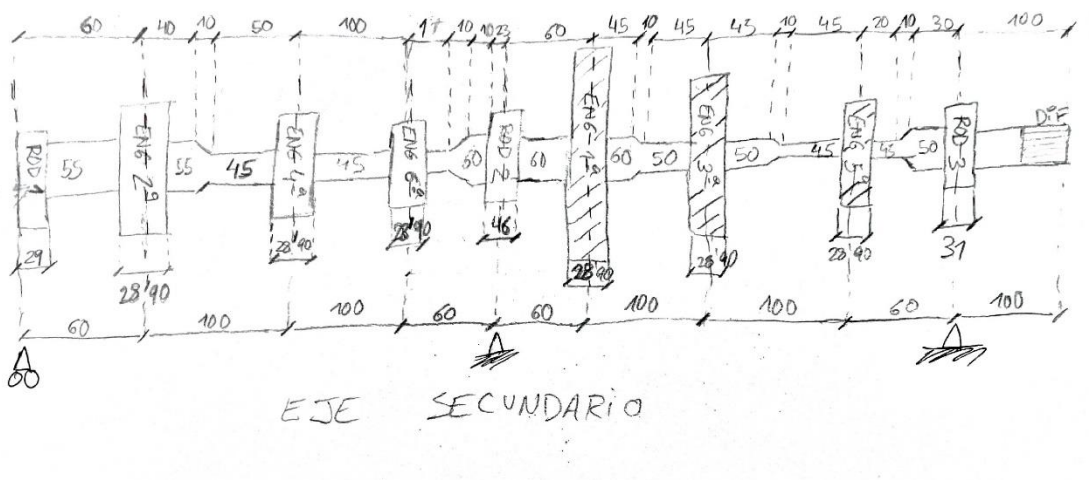 60 40 10 50 100 17 10 10 23 60 45 10 45 45 10 45 20 10 30 100
ROD 1 55 ENG 2ª 55 45 ENG 4ª 45 ENG 6ª 60 ROD 2 60 ENG 1ª 60 50 ENG 3ª 50 45 ENG 5ª 45 50 ROD 3 DIF
29 28'90 28'90 28'90 46 28'90 28'90 28'90 31
60 100 100 60 60 100 100 60 100
EJE SECUNDARIO